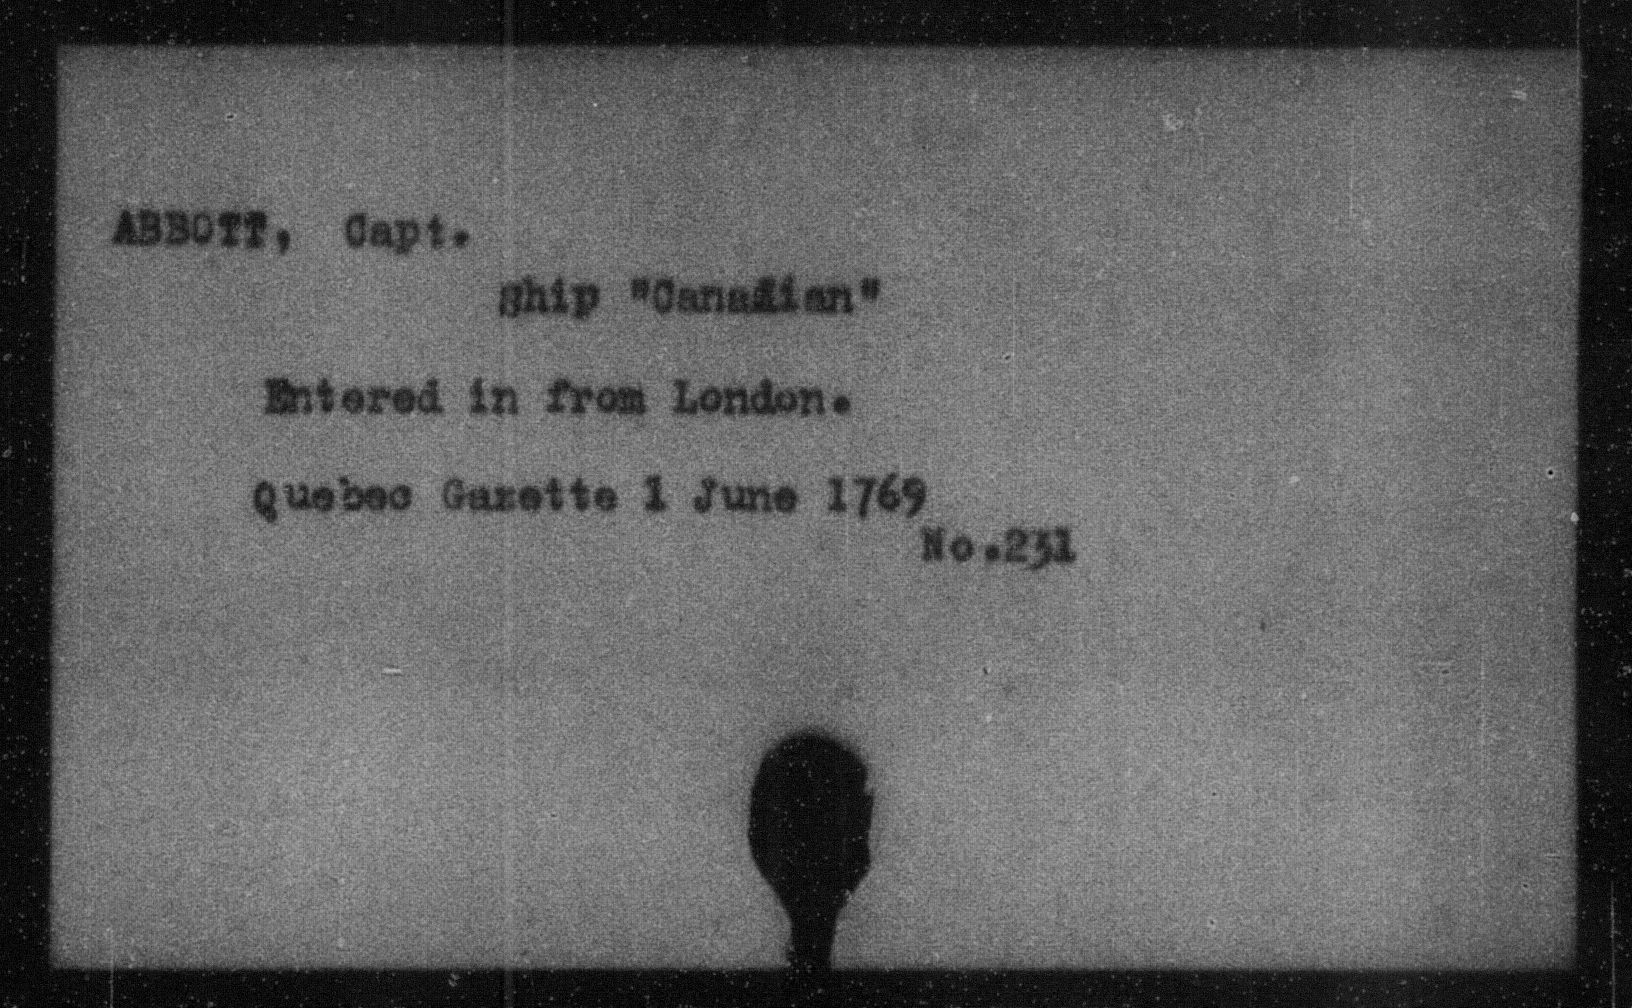 ABBOTT, Capt.
ship "Canadian"
Entered in from London.
Quebec Gazette 1 June 1769
No.231